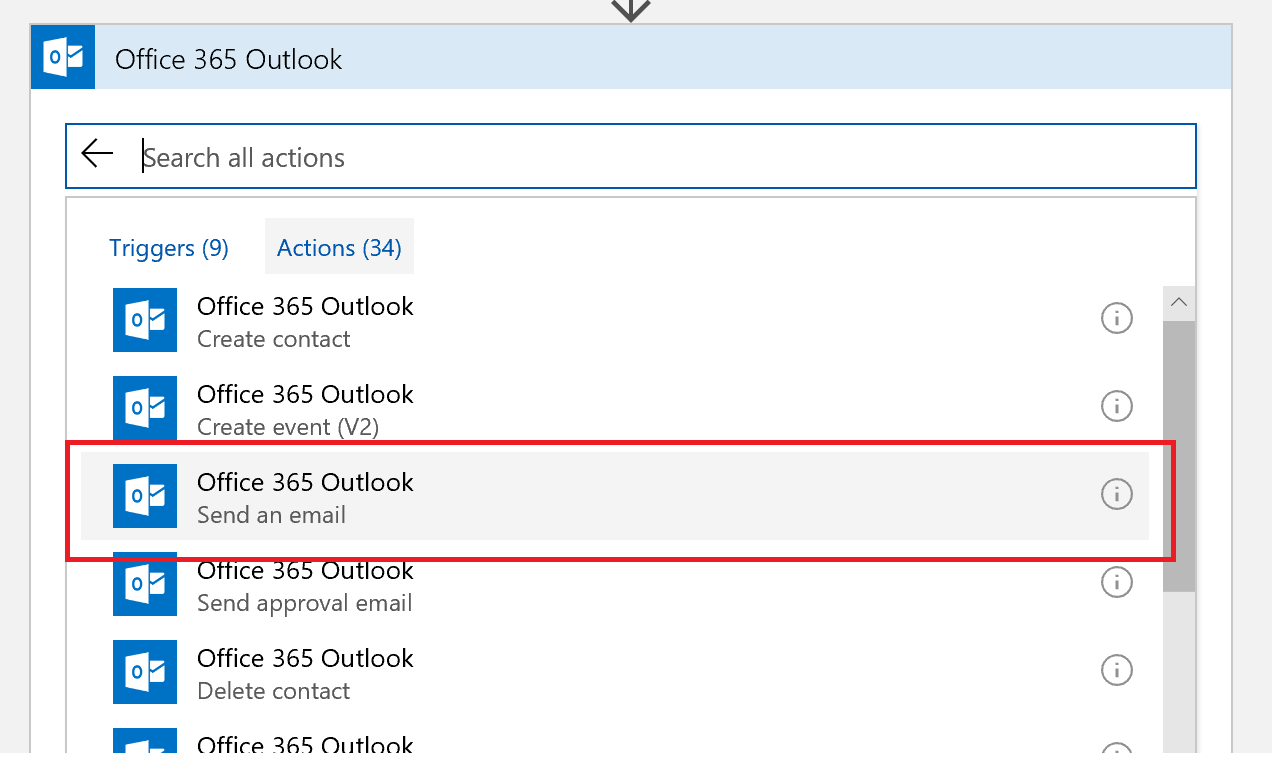 Office 365 Outlook
Search all actions
Triggers (9) Actions (34)
Office 365 Outlook
Create contact
Office 365 Outlook
Create event (V2)
Office 365 Outlook
Send an email
Office 365 Outlook
Send approval email
Office 365 Outlook
Delete contact
Office 365 Outlook